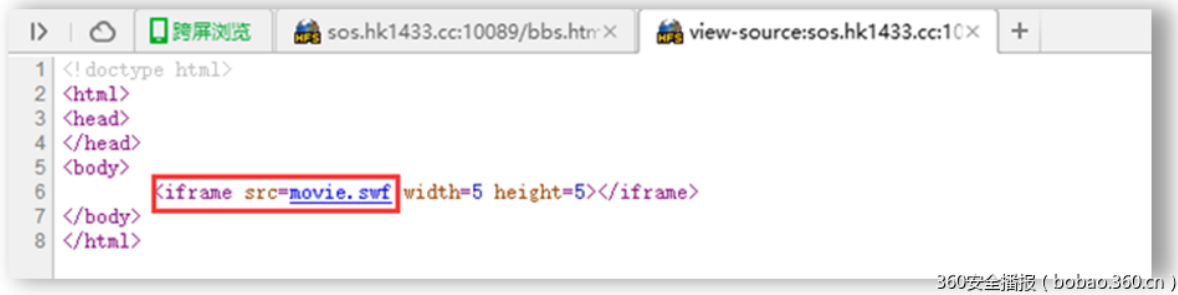 跨屏浏览 sos.hk1433.cc:10089/bbs.htm view-source:sos.hk1433.cc:10
1 <!doctype html>
2 <html>
3 <head>
4 </head>
5 <body>
6 <iframe src=movie.swf width=5 height=5></iframe>
7 </body>
8 </html>
360安全播报（bobao.360.cn）